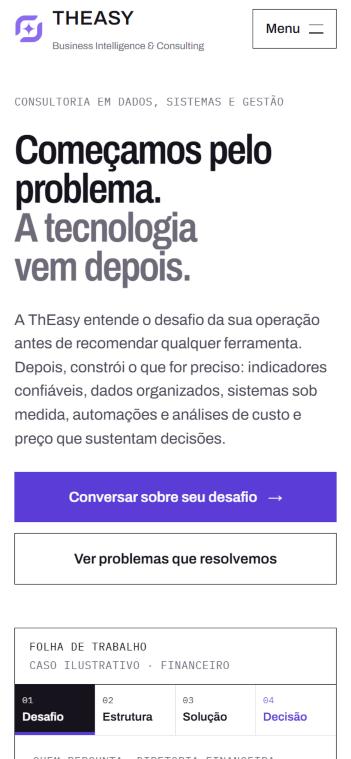 THEASY
Business Intelligence & Consulting
Menu
CONSULTORIA EM DADOS, SISTEMAS E GESTÃO
Começamos pelo
problema.
A tecnologia
vem depois.
A ThEasy entende o desafio da sua operação
antes de recomendar qualquer ferramenta.
Depois, constrói o que for preciso: indicadores
confiáveis, dados organizados, sistemas sob
medida, automações e análises de custo e
preço que sustentam decisões.
Conversar sobre seu desafio →
Ver problemas que resolvemos
FOLHA DE TRABALHO
CASO ILUSTRATIVO · FINANCEIRO
01 02 03 04
Desafio Estrutura Solução Decisão